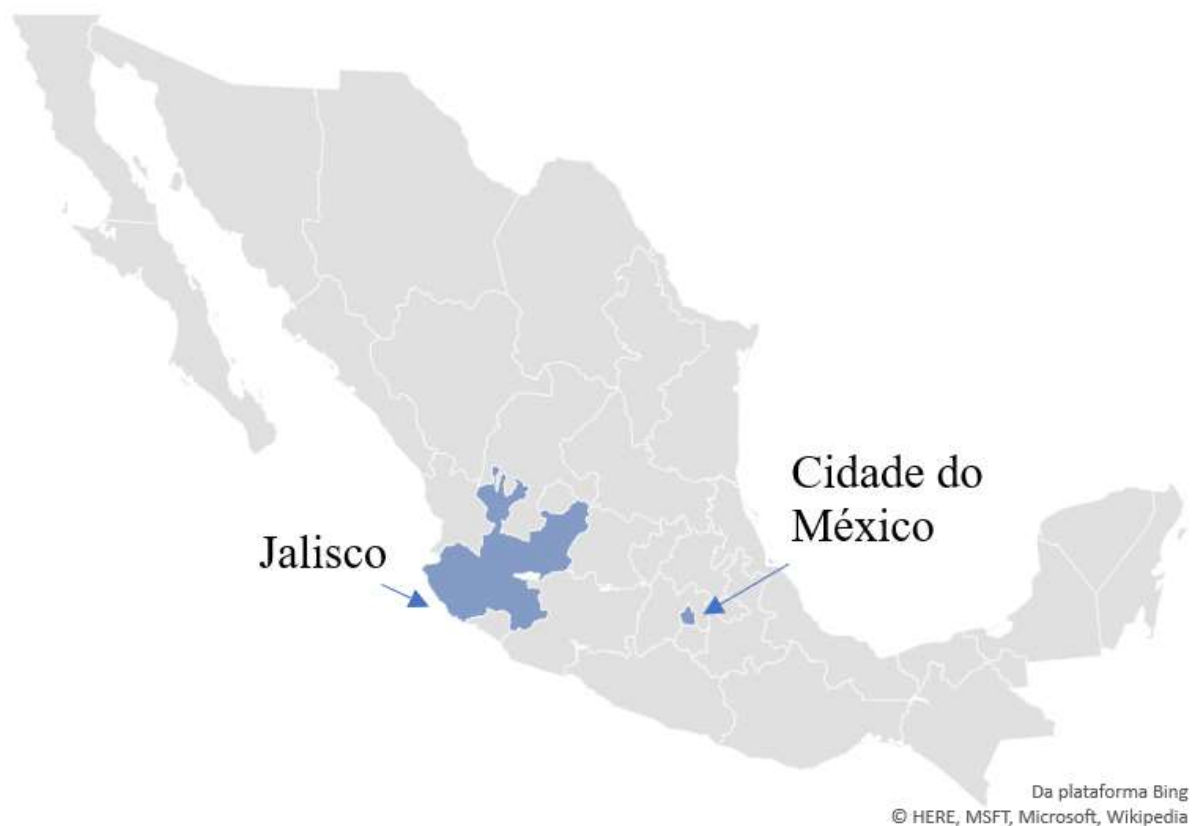 Cidade do
México
Jalisco
Da plataforma Bing
© HERE, MSFT, Microsoft, Wikipedia